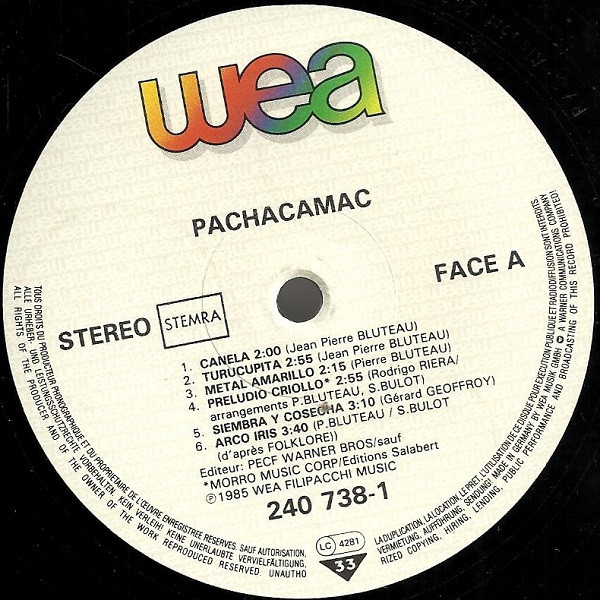 wea
PACHACAMAC
STEREO
STEMRA
FACE A
1. CANELA 2:00 (Jean Pierre BLUTEAU)
2. TURUCUPITA 2:55 (Jean Pierre BLUTEAU)
3. METAL AMARILLO 2:15 (Pierre BLUTEAU)
4. PRELUDIO CRIOLLO* 2:55 (Rodrigo RIERA/
arrangements P.BLUTEAU, S.BULOT)
5. SIEMBRA Y COSECHA 3:10 (Gérard GEOFFROY)
6. ARCO IRIS 3:40 (P.BLUTEAU / S.BULOT
(d'après FOLKLORE))
Editeur: PECF WARNER BROS/sauf
*MORRO MUSIC CORP/Editions Salabert
℗ 1985 WEA FILIPACCHI MUSIC
240 738-1
LC 4281
33
TOUS DROITS DU PRODUCTEUR PHONOGRAPHIQUE ET DU PROPRIETAIRE DE L'ŒUVRE ENREGISTREE RESERVES. SAUF AUTORISATION,
LA DUPLICATION, LA LOCATION, LE PRET, L'UTILISATION DE CE DISQUE POUR EXECUTION PUBLIQUE ET RADIODIFFUSION SONT INTERDITS.
ALLE URHEBER- UND LEISTUNGSSCHUTZRECHTE VORBEHALTEN. KEIN VERLEIH! KEINE UNERLAUBTE VERVIELFÄLTIGUNG,
VERMIETUNG, AUFFÜHRUNG, SENDUNG! MADE IN GERMANY BY WEA MUSIK GMBH A WARNER COMMUNICATIONS COMPANY
ALL RIGHTS OF THE PRODUCER AND OF THE OWNER OF THE WORK REPRODUCED RESERVED. UNAUTHO
RIZED COPYING, HIRING, LENDING, PUBLIC PERFORMANCE AND BROADCASTING OF THIS RECORD PROHIBITED!